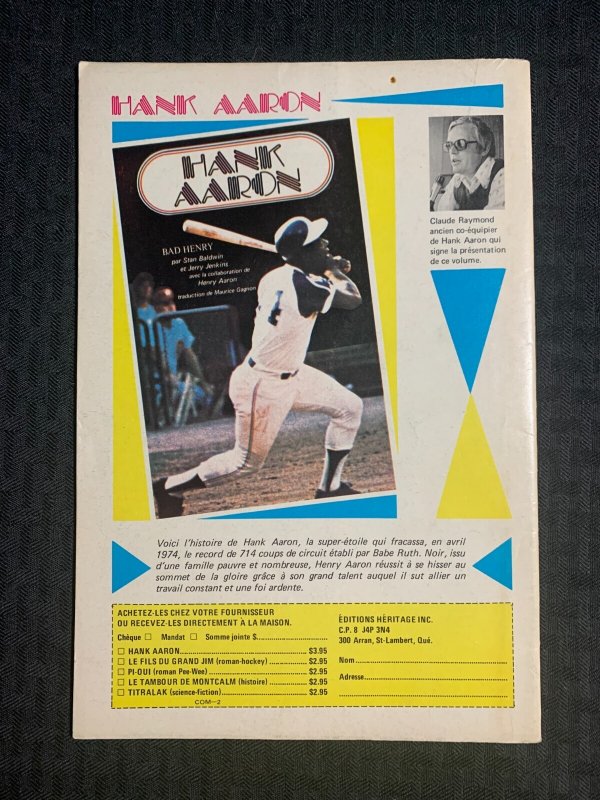 HANK AARON
HANK
AARON
BAD HENRY
par Stan Baldwin
et Jerry Jenkins
avec la collaboration de
Henry Aaron
traduction de Maurice Gagnon
4
Claude Raymond
ancien co-équipier
de Hank Aaron qui
signe la présentation
de ce volume.
Voici l'histoire de Hank Aaron, la super-étoile qui fracassa, en avril
1974, le record de 714 coups de circuit établi par Babe Ruth. Noir, issu
d'une famille pauvre et nombreuse, Henry Aaron réussit à se hisser au
sommet de la gloire grâce à son grand talent auquel il sut allier un
travail constant et une foi ardente.
ACHETEZ-LES CHEZ VOTRE FOURNISSEUR
OU RECEVEZ-LES DIRECTEMENT À LA MAISON.
Chèque □ Mandat □ Somme jointe $
□ HANK AARON $3.95
□ LE FILS DU GRAND JIM (roman-hockey) $2.95
□ PI-OUI (roman Pee-Wee) $2.95
□ LE TAMBOUR DE MONTCALM (histoire) $2.95
□ TITRALAK (science-fiction) $2.95
COM-2
ÉDITIONS HÉRITAGE INC.
C.P. 8 J4P 3N4
300 Arran, St-Lambert, Qué.
Nom
Adresse